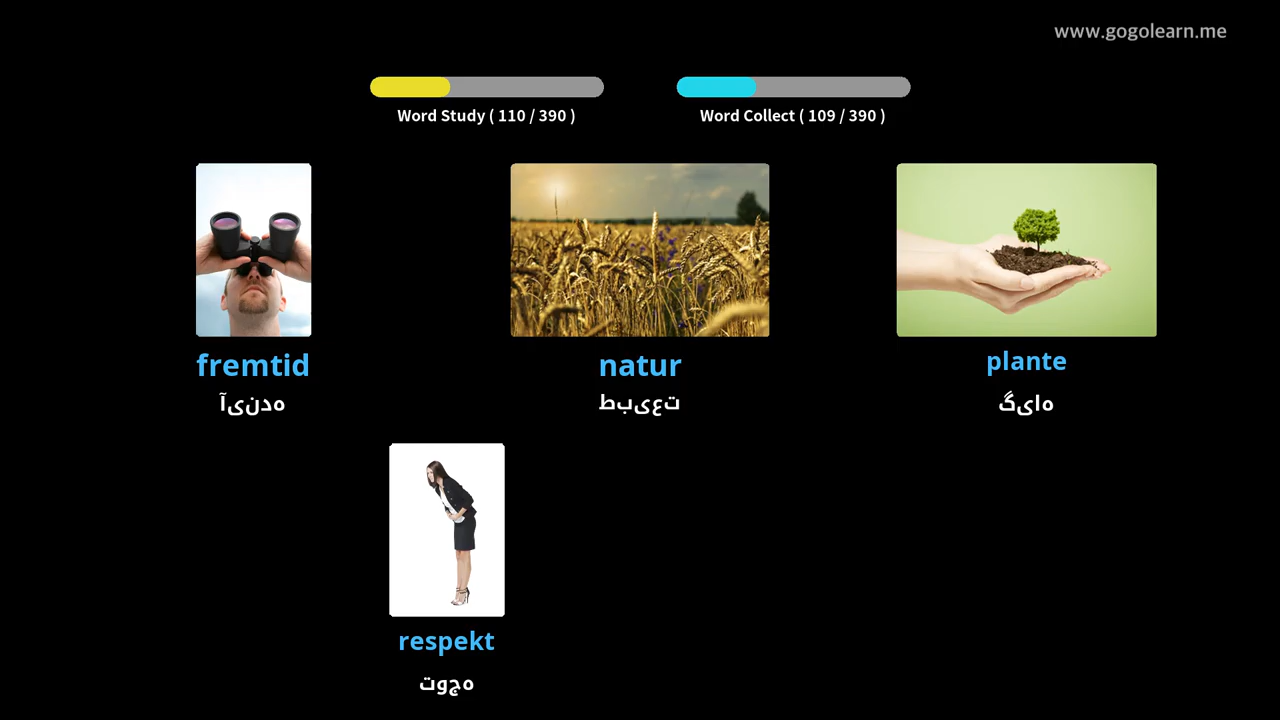 www.gogolearn.me
Word Study ( 110 / 390 )
Word Collect ( 109 / 390 )
fremtid
آینده
natur
طبیعت
plante
گیاه
respekt
توجه